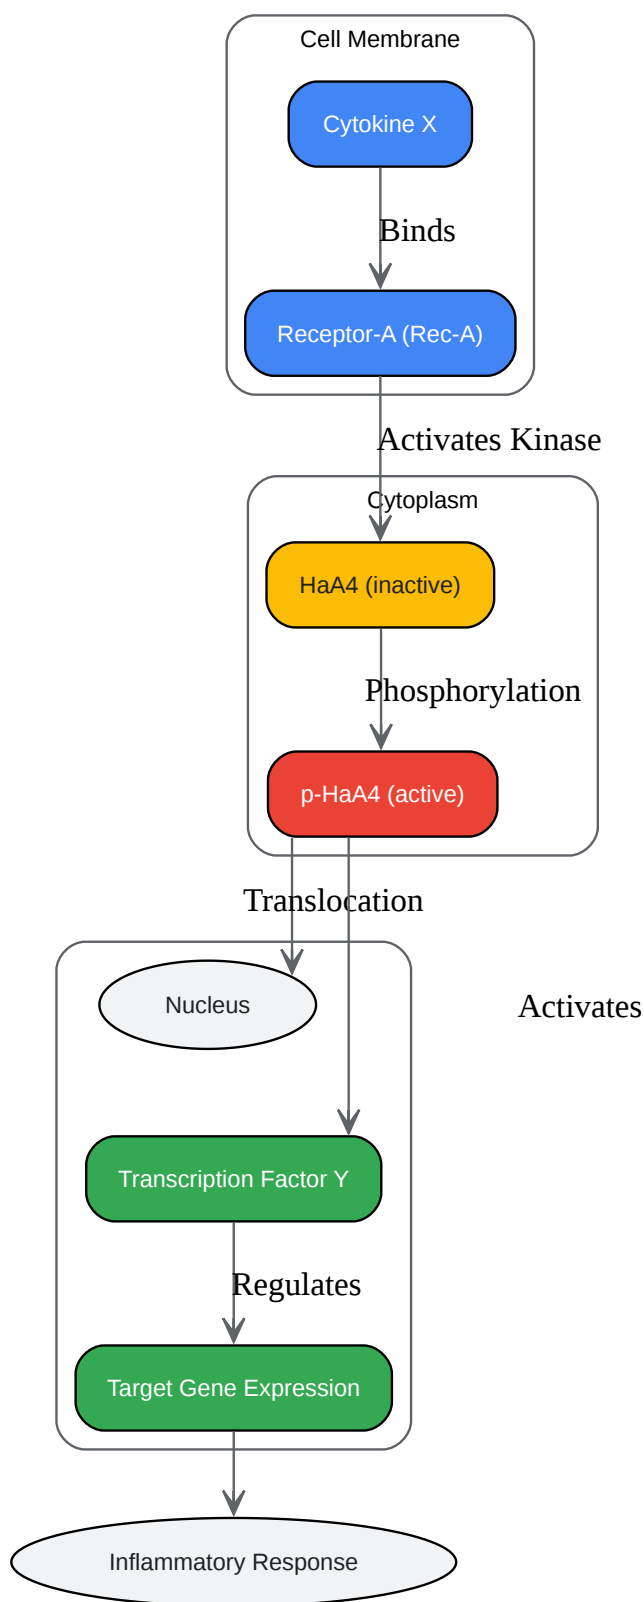 Cell Membrane
Cytokine X
Binds
Receptor-A (Rec-A)
Activates Kinase
Cytoplasm
HaA4 (inactive)
Phosphorylation
p-HaA4 (active)
Translocation
Nucleus
Activates
Transcription Factor Y
Regulates
Target Gene Expression
Inflammatory Response